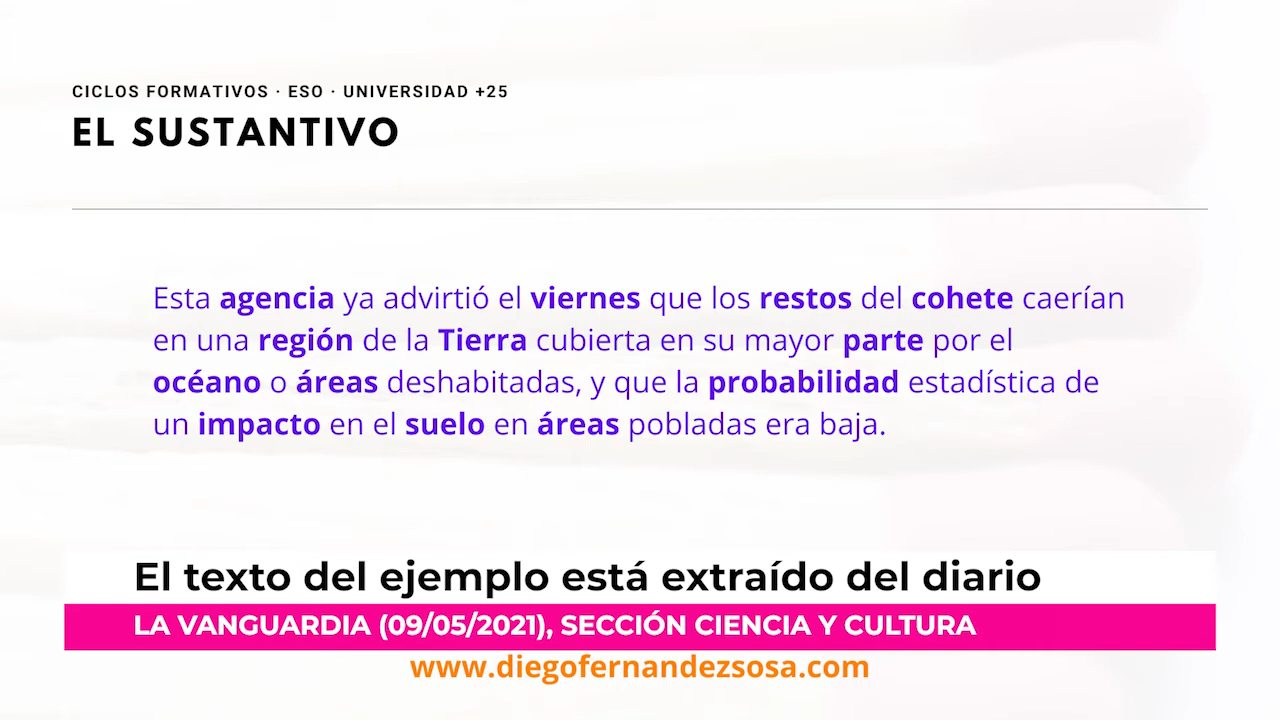 CICLOS FORMATIVOS · ESO · UNIVERSIDAD +25
EL SUSTANTIVO
Esta agencia ya advirtió el viernes que los restos del cohete caerían
en una región de la Tierra cubierta en su mayor parte por el
océano o áreas deshabitadas, y que la probabilidad estadística de
un impacto en el suelo en áreas pobladas era baja.
El texto del ejemplo está extraído del diario
LA VANGUARDIA (09/05/2021), SECCIÓN CIENCIA Y CULTURA
www.diegofernandezsosa.com